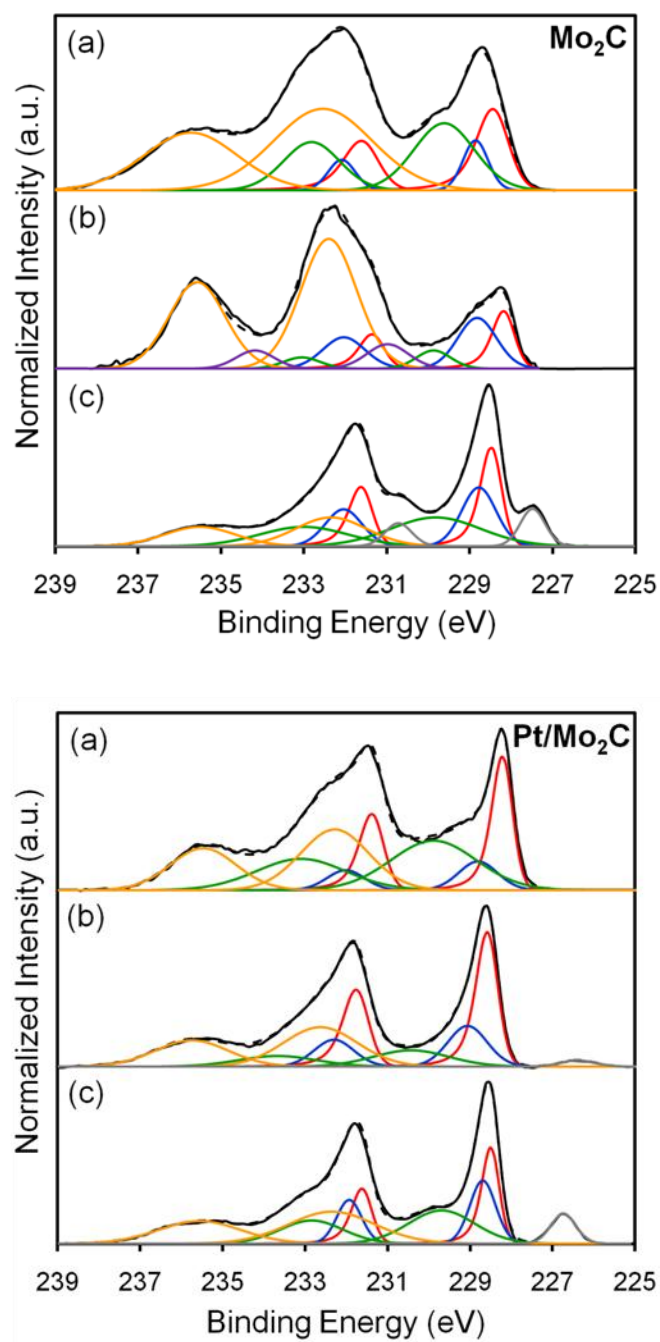 (a) Mo₂C
(b)
(c)
Normalized Intensity (a.u.)
239 237 235 233 231 229 227 225
Binding Energy (eV)
(a) Pt/Mo₂C
(b)
(c)
Normalized Intensity (a.u.)
239 237 235 233 231 229 227 225
Binding Energy (eV)